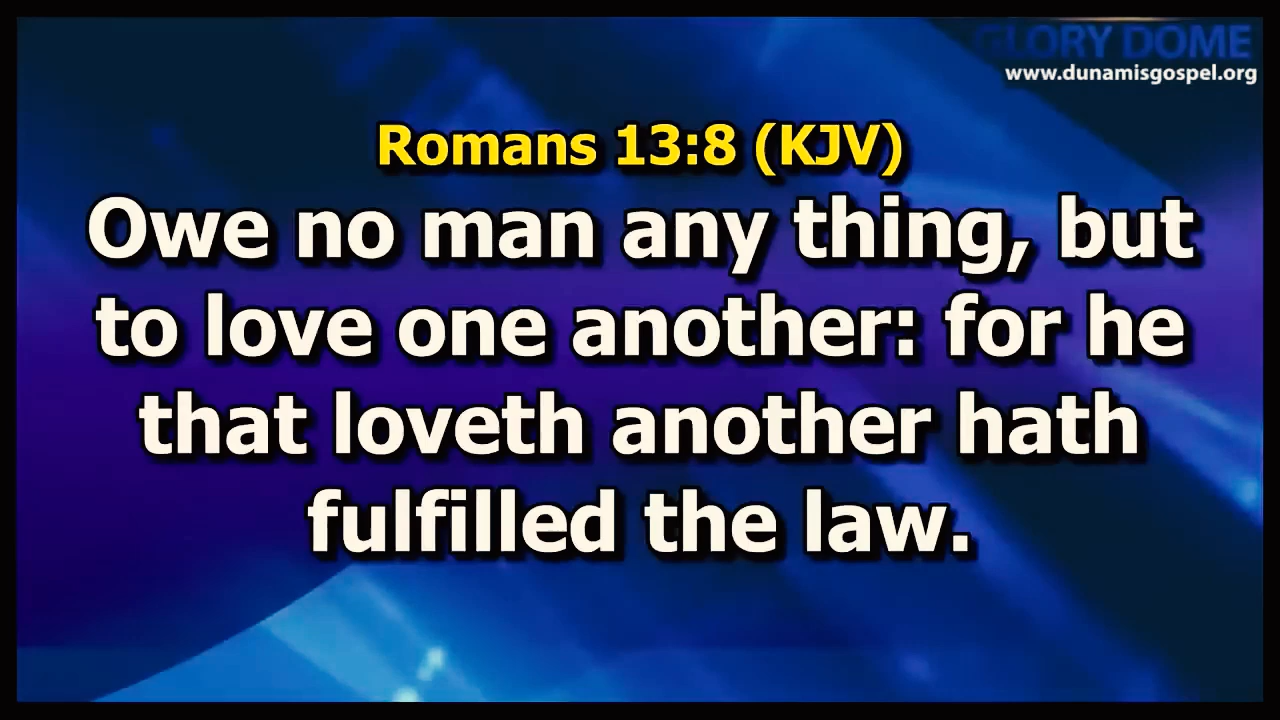 GLORY DOME
www.dunamisgospel.org
Romans 13:8 (KJV)
Owe no man any thing, but
to love one another: for he
that loveth another hath
fulfilled the law.